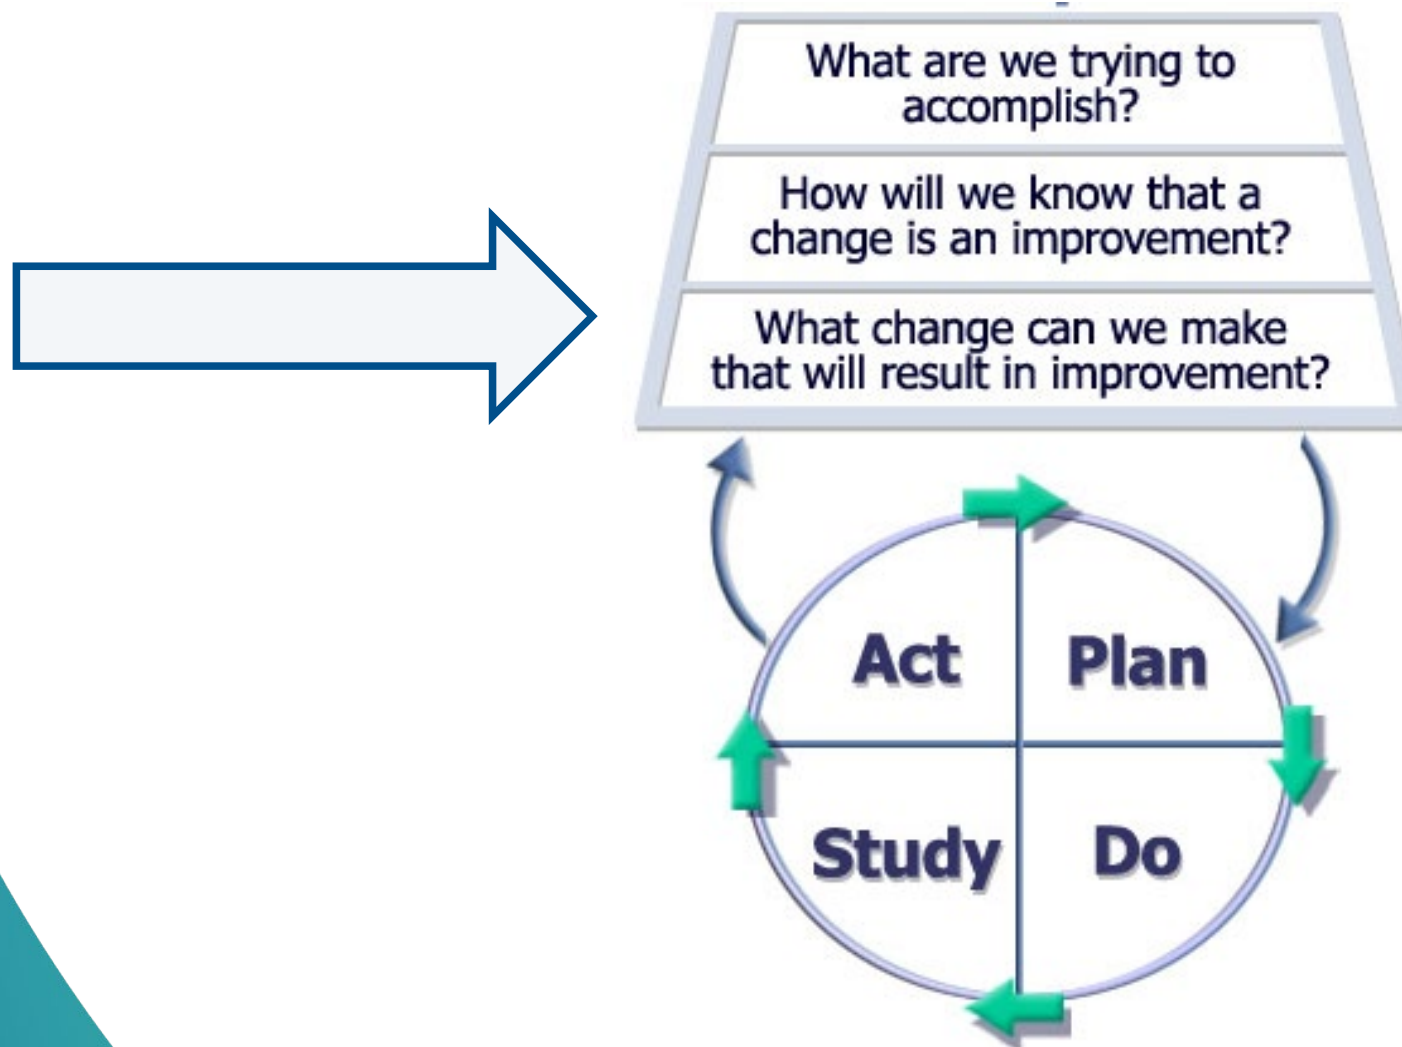 What are we trying to
accomplish?
How will we know that a
change is an improvement?
What change can we make
that will result in improvement?
Act
Plan
Study
Do